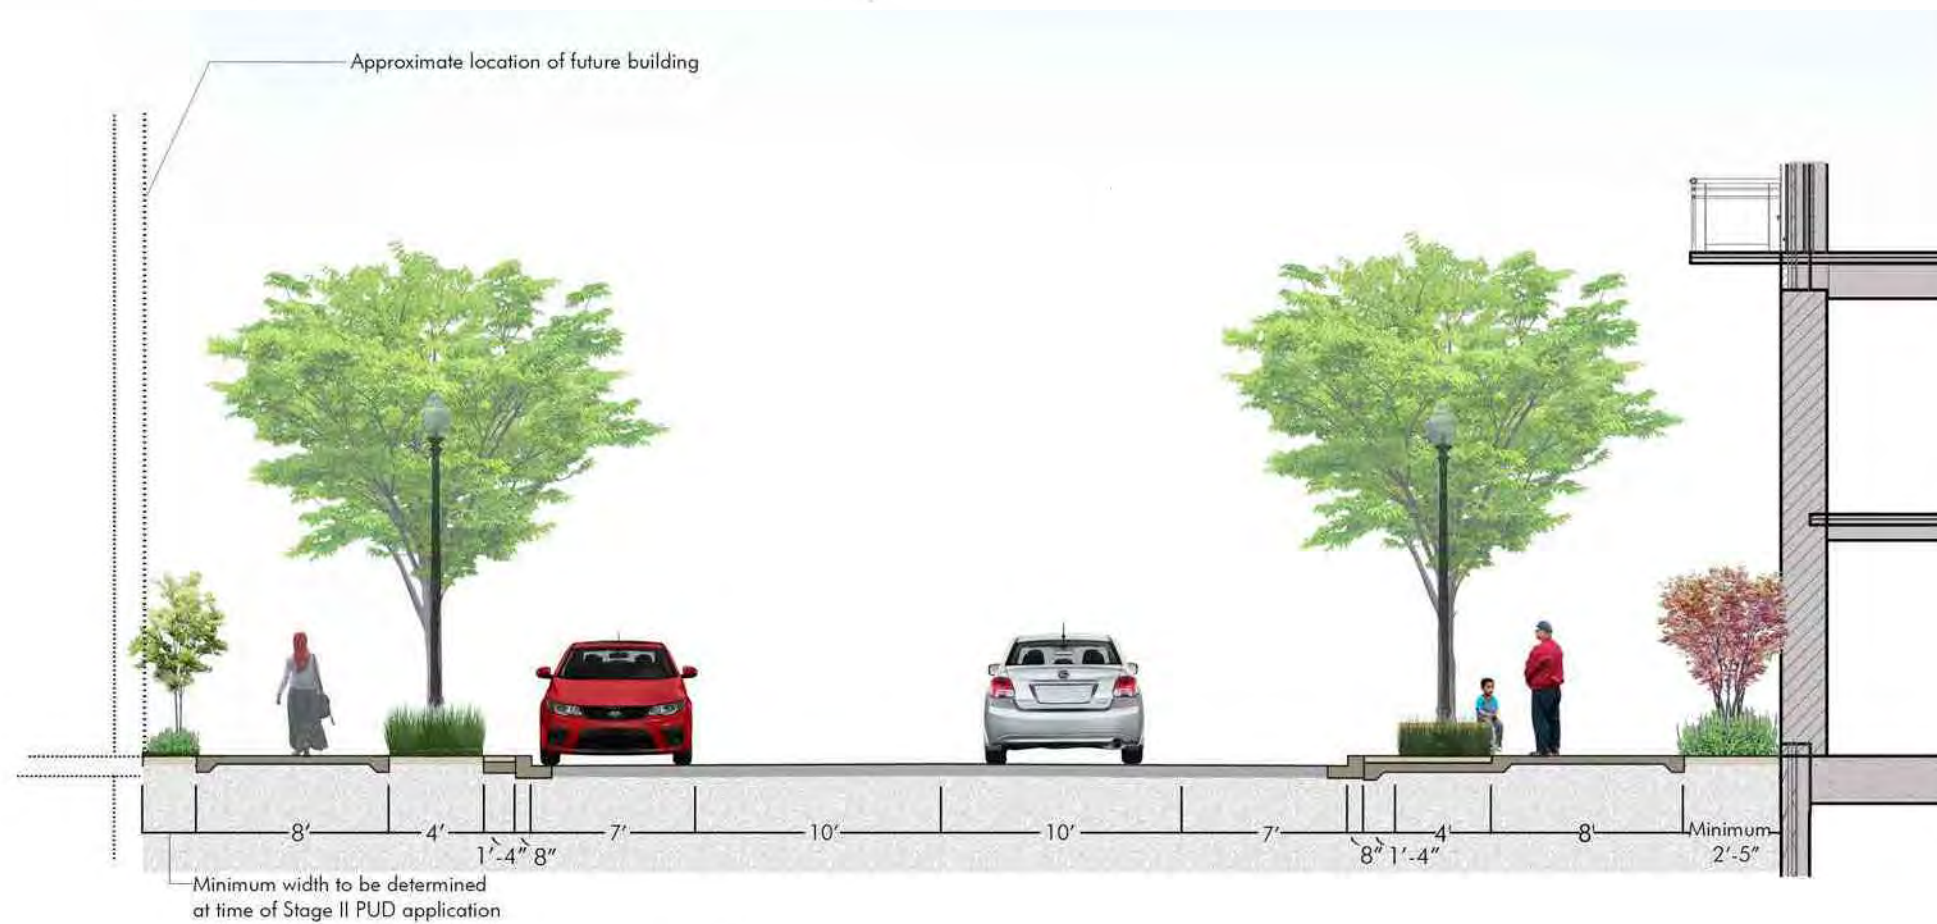 Approximate location of future building
8'
4'
1'-4" 8"
7'
10'
10'
7'
8" 1'-4"
4
8
Minimum
2'-5"
Minimum width to be determined
at time of Stage II PUD application